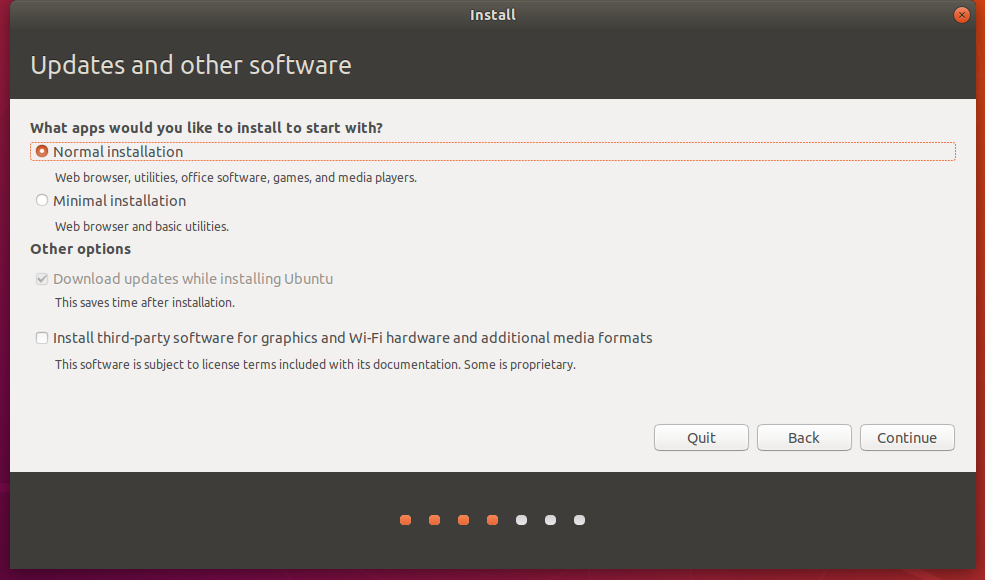 Install
Updates and other software
What apps would you like to install to start with?
Normal installation
Web browser, utilities, office software, games, and media players.
Minimal installation
Web browser and basic utilities.
Other options
Download updates while installing Ubuntu
This saves time after installation.
Install third-party software for graphics and Wi-Fi hardware and additional media formats
This software is subject to license terms included with its documentation. Some is proprietary.
Quit Back Continue